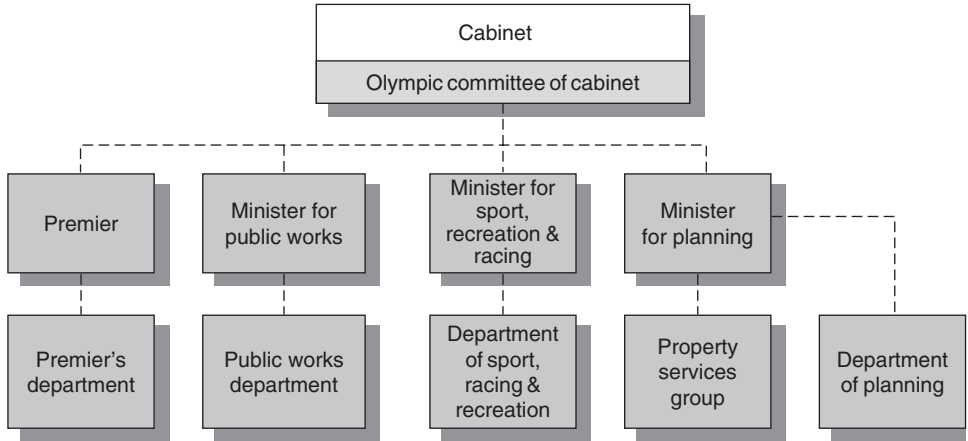 Cabinet
Olympic committee of cabinet
Premier
Minister for
public works
Minister for
sport,
recreation &
racing
Minister
for planning
Premier's
department
Public works
department
Department
of sport,
racing &
recreation
Property
services
group
Department
of planning